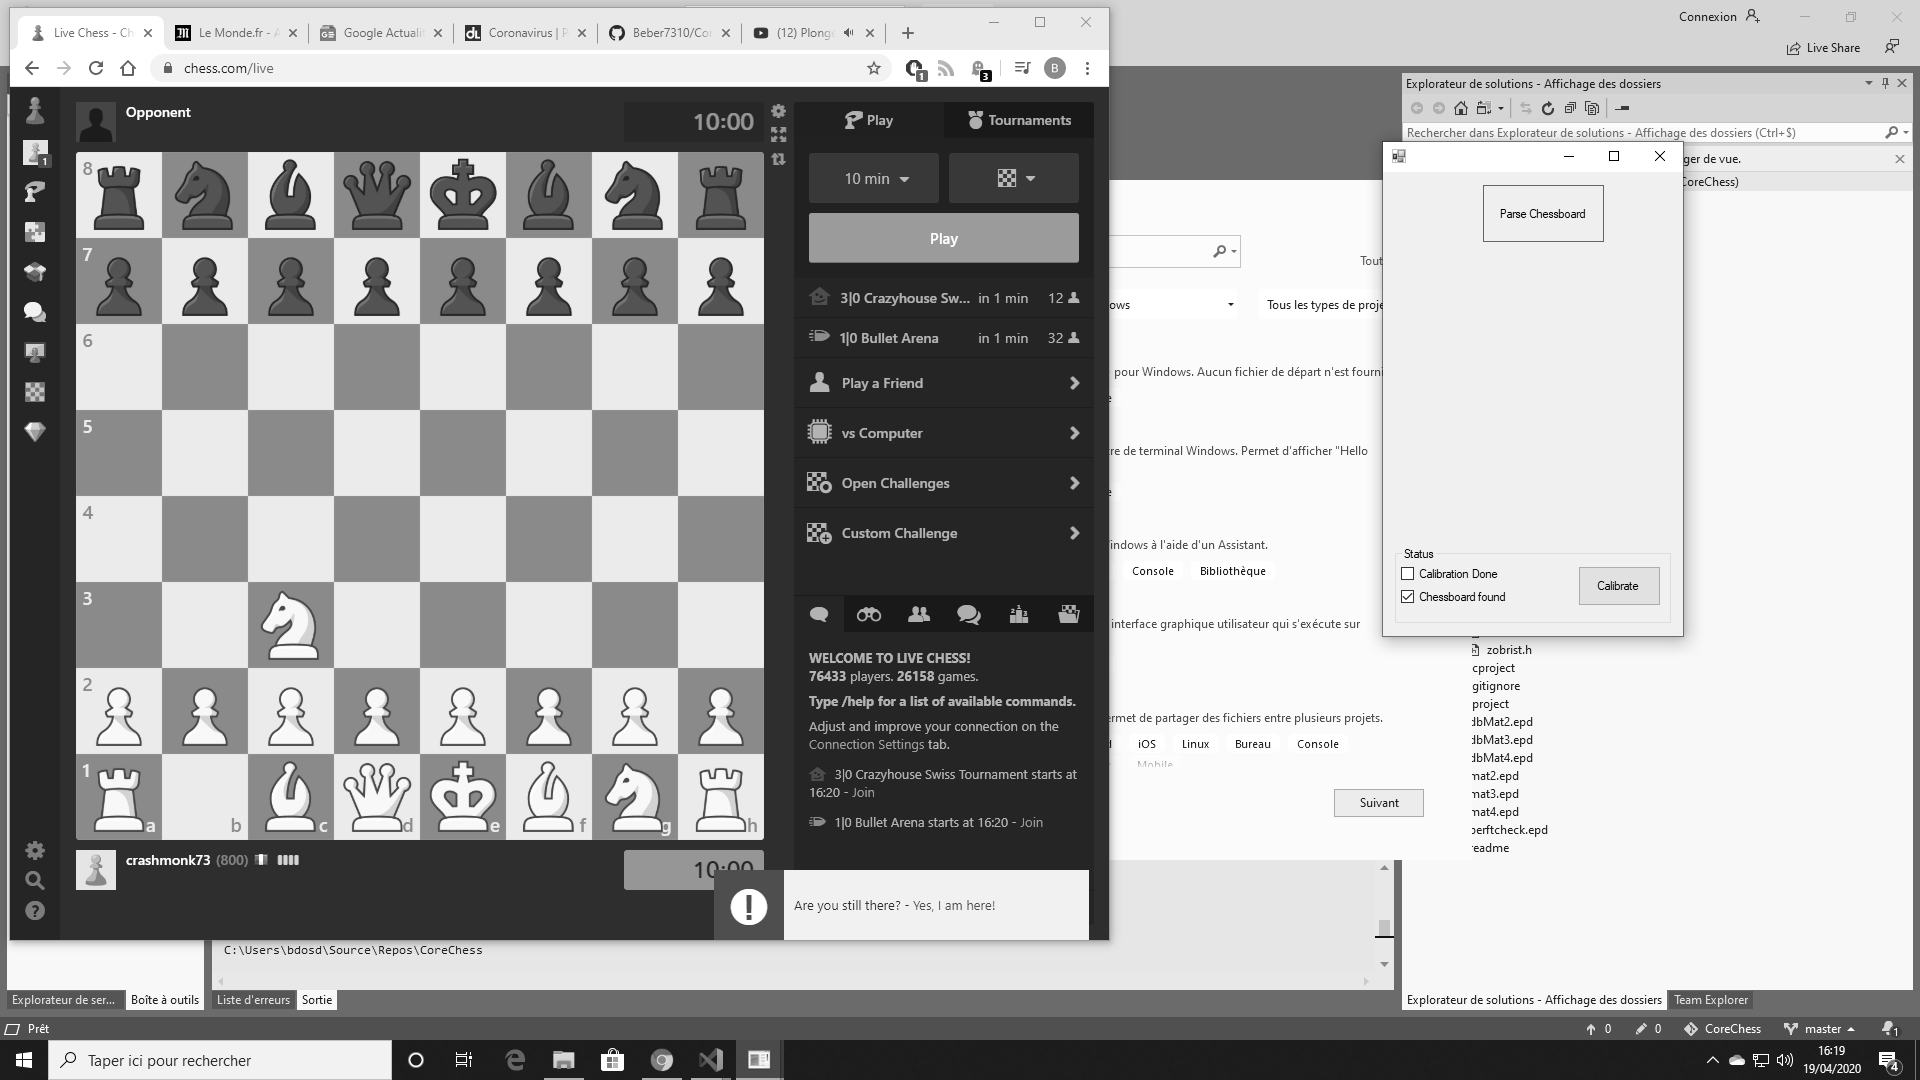 Live Chess - Ch
Le Monde.fr - A
Google Actualit
Coronavirus | P
Beber7310/Cor
(12) Plonge
chess.com/live
1
3
B
Connexion
Live Share
Explorateur de solutions - Affichage des dossiers
Rechercher dans Explorateur de solutions - Affichage des dossiers (Ctrl+$)
ger de vue.
CoreChess)
Opponent
10:00
1
8
7
6
5
4
3
2
1
a b c d e f g h
crashmonk73 (800)
10:00
Play
Tournaments
10 min
Play
3|0 Crazyhouse Sw... in 1 min 12
1|0 Bullet Arena in 1 min 32
Play a Friend
vs Computer
Open Challenges
Custom Challenge
WELCOME TO LIVE CHESS!
76433 players. 26158 games.
Type /help for a list of available commands.
Adjust and improve your connection on the
Connection Settings tab.
3|0 Crazyhouse Swiss Tournament starts at
16:20 - Join
1|0 Bullet Arena starts at 16:20 - Join
Are you still there? - Yes, I am here!
Tout
ows
Tous les types de proje
pour Windows. Aucun fichier de départ n'est fourni
e
re de terminal Windows. Permet d'afficher "Hello
e
indows à l'aide d'un Assistant.
Console Bibliothèque
interface graphique utilisateur qui s'exécute sur
ermet de partager des fichiers entre plusieurs projets.
d iOS Linux Bureau Console
Mobile
Suivant
Parse Chessboard
Status
Calibration Done
Chessboard found
Calibrate
zobrist.h
cproject
gitignore
project
dbMat2.epd
dbMat3.epd
dbMat4.epd
mat2.epd
mat3.epd
mat4.epd
perftcheck.epd
readme
C:\Users\bdosd\Source\Repos\CoreChess
Explorateur de ser...
Boîte à outils
Liste d'erreurs
Sortie
Explorateur de solutions - Affichage des dossiers
Team Explorer
Prêt
0
0
CoreChess
master
1
Taper ici pour rechercher
16:19
19/04/2020
4